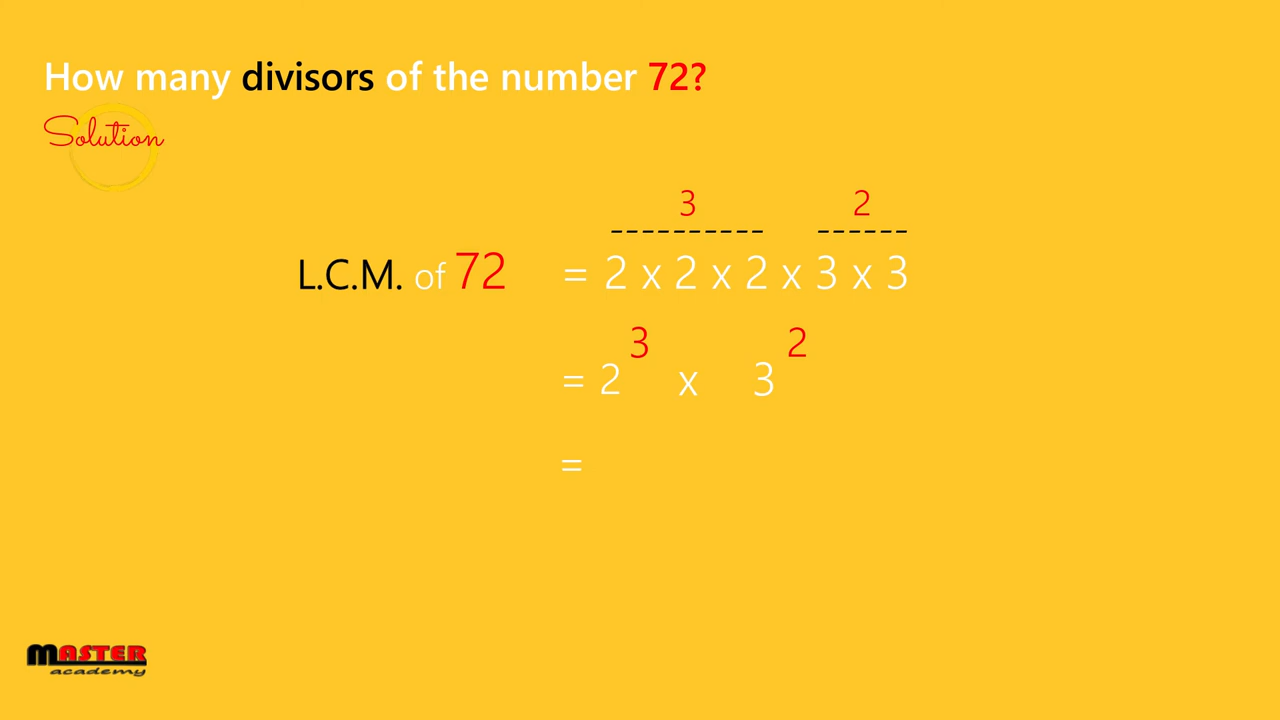 How many divisors of the number 72?
Solution
3 2
---------- ------
L.C.M. of 72 = 2 x 2 x 2 x 3 x 3
3 2
= 2 x 3
=
MASTER
academy